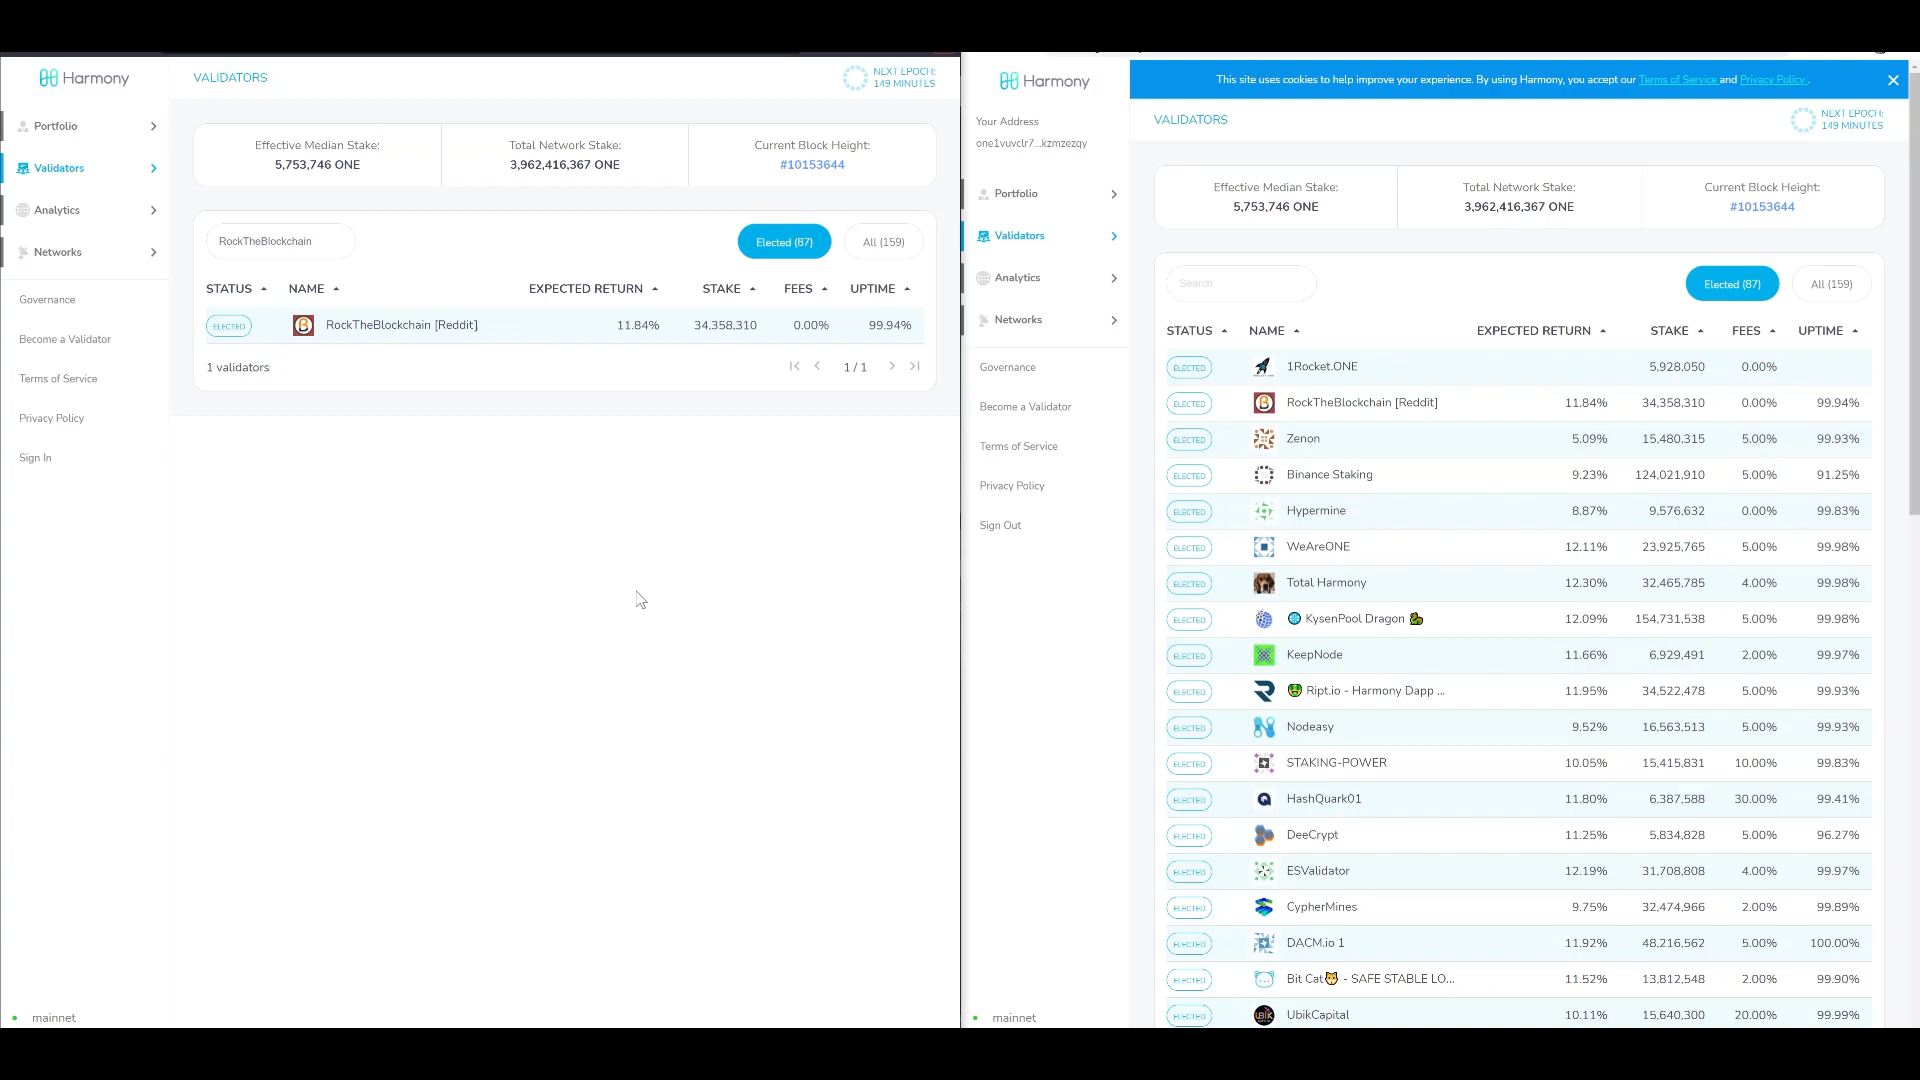 Harmony
Portfolio
Validators
Analytics
Networks
Governance
Become a Validator
Terms of Service
Privacy Policy
Sign In
mainnet
VALIDATORS
NEXT EPOCH:
149 MINUTES
Effective Median Stake:
5,753,746 ONE
Total Network Stake:
3,962,416,367 ONE
Current Block Height:
#10153644
RockTheBlockchain
Elected (87)
All (159)
STATUS NAME EXPECTED RETURN STAKE FEES UPTIME
ELECTED RockTheBlockchain [Reddit] 11.84% 34,358,310 0.00% 99.94%
1 validators
1 / 1
Harmony
Your Address
one1vuvclr7...kzmzezqy
Portfolio
Validators
Analytics
Networks
Governance
Become a Validator
Terms of Service
Privacy Policy
Sign Out
mainnet
This site uses cookies to help improve your experience. By using Harmony, you accept our Terms of Service and Privacy Policy .
VALIDATORS
NEXT EPOCH:
149 MINUTES
Effective Median Stake:
5,753,746 ONE
Total Network Stake:
3,962,416,367 ONE
Current Block Height:
#10153644
Search
Elected (87)
All (159)
STATUS NAME EXPECTED RETURN STAKE FEES UPTIME
ELECTED 1Rocket.ONE 5,928,050 0.00%
ELECTED RockTheBlockchain [Reddit] 11.84% 34,358,310 0.00% 99.94%
ELECTED Zenon 5.09% 15,480,315 5.00% 99.93%
ELECTED Binance Staking 9.23% 124,021,910 5.00% 91.25%
ELECTED Hypermine 8.87% 9,576,632 0.00% 99.83%
ELECTED WeAreONE 12.11% 23,925,765 5.00% 99.98%
ELECTED Total Harmony 12.30% 32,465,785 4.00% 99.98%
ELECTED 🌐 KysenPool Dragon 🐉 12.09% 154,731,538 5.00% 99.98%
ELECTED KeepNode 11.66% 6,929,491 2.00% 99.97%
ELECTED 🤑 Ript.io - Harmony Dapp ... 11.95% 34,522,478 5.00% 99.93%
ELECTED Nodeasy 9.52% 16,563,513 5.00% 99.93%
ELECTED STAKING-POWER 10.05% 15,415,831 10.00% 99.83%
ELECTED HashQuark01 11.80% 6,387,588 30.00% 99.41%
ELECTED DeeCrypt 11.25% 5,834,828 5.00% 96.27%
ELECTED ESValidator 12.19% 31,708,808 4.00% 99.97%
ELECTED CypherMines 9.75% 32,474,966 2.00% 99.89%
ELECTED DACM.io 1 11.92% 48,216,562 5.00% 100.00%
ELECTED Bit Cat🐱 - SAFE STABLE LO... 11.52% 13,812,548 2.00% 99.90%
ELECTED UbikCapital 10.11% 15,640,300 20.00% 99.99%